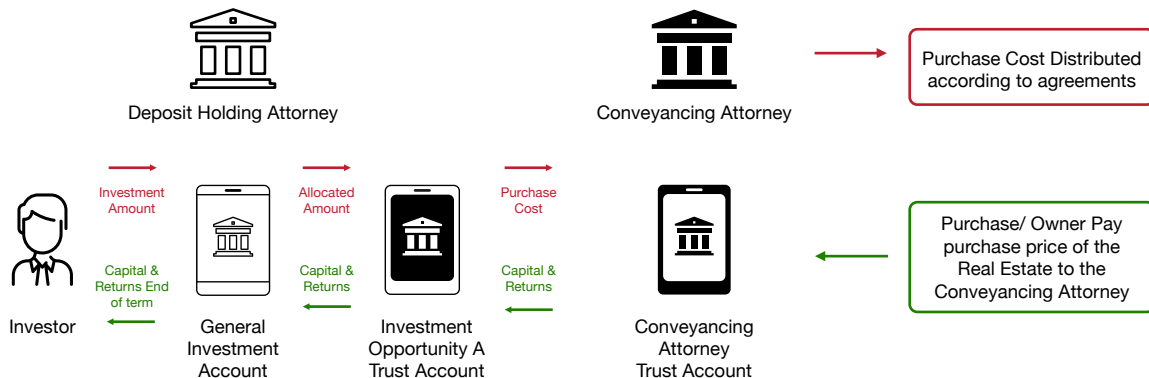 Deposit Holding Attorney
Conveyancing Attorney
Purchase Cost Distributed
according to agreements
Investment
Amount
Allocated
Amount
Purchase
Cost
Capital &
Returns End
of term
Capital &
Returns
Capital &
Returns
Purchase/ Owner Pay
purchase price of the
Real Estate to the
Conveyancing Attorney
Investor
General
Investment
Account
Investment
Opportunity A
Trust Account
Conveyancing
Attorney
Trust Account